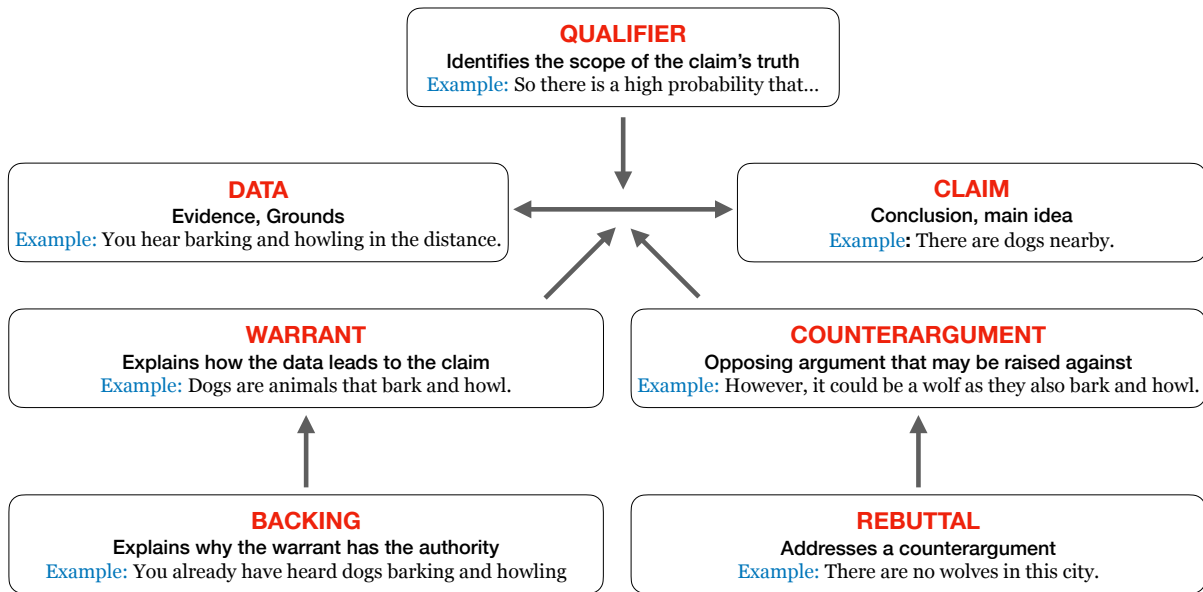 QUALIFIER
Identifies the scope of the claim's truth
Example: So there is a high probability that...
DATA
Evidence, Grounds
Example: You hear barking and howling in the distance.
CLAIM
Conclusion, main idea
Example: There are dogs nearby.
WARRANT
Explains how the data leads to the claim
Example: Dogs are animals that bark and howl.
COUNTERARGUMENT
Opposing argument that may be raised against
Example: However, it could be a wolf as they also bark and howl.
BACKING
Explains why the warrant has the authority
Example: You already have heard dogs barking and howling
REBUTTAL
Addresses a counterargument
Example: There are no wolves in this city.